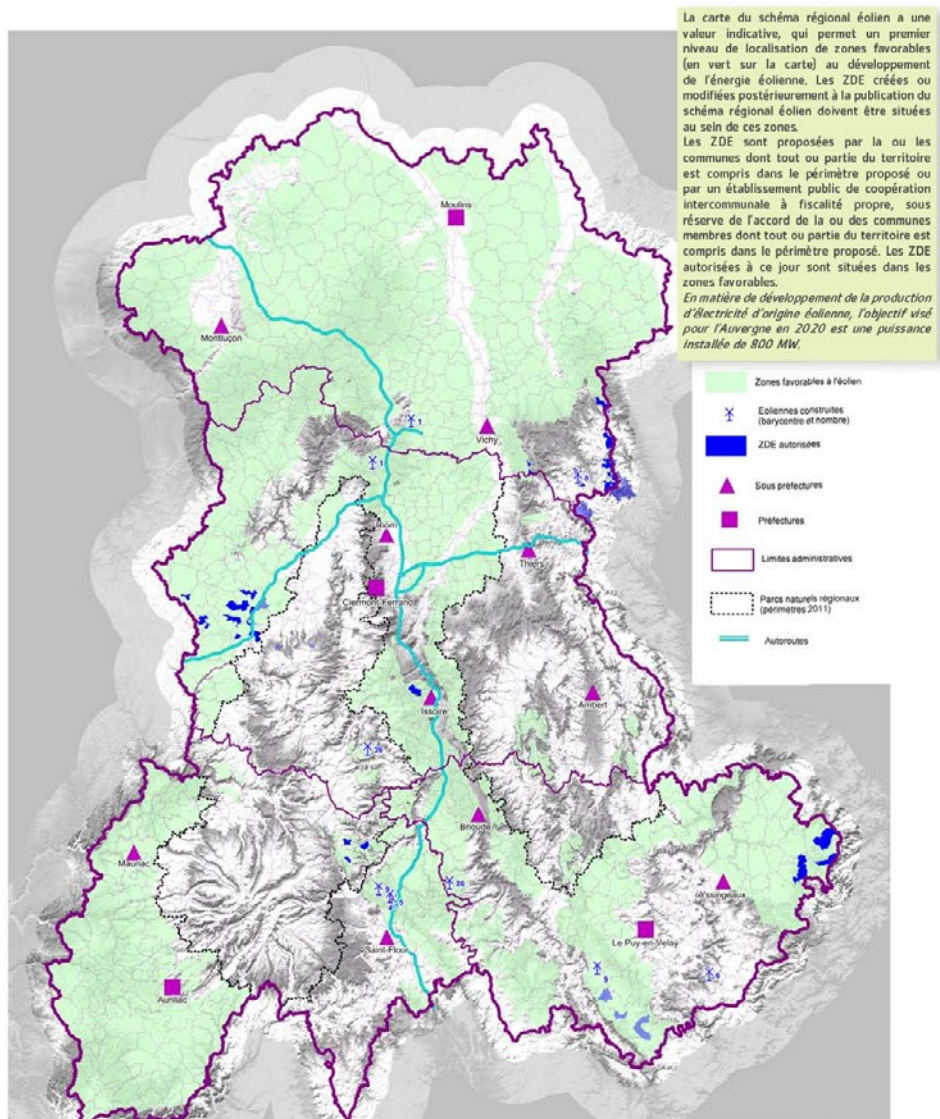 La carte du schéma régional éolien a une
valeur indicative, qui permet un premier
niveau de localisation de zones favorables
(en vert sur la carte) au développement
de l'énergie éolienne. Les ZDE créées ou
modifiées postérieurement à la publication du
schéma régional éolien doivent être situées
au sein de ces zones.
Les ZDE sont proposées par la ou les
communes dont tout ou partie du territoire
est compris dans le périmètre proposé ou
par un établissement public de coopération
intercommunale à fiscalité propre, sous
réserve de l'accord de la ou des communes
membres dont tout ou partie du territoire est
compris dans le périmètre proposé. Les ZDE
autorisées à ce jour sont situées dans les
zones favorables.
En matière de développement de la production
d'électricité d'origine éolienne, l'objectif visé
pour l'Auvergne en 2020 est une puissance
installée de 800 MW.
Zones favorables à l'éolien
Eoliennes construites
(barycentre et nombre)
ZDE autorisées
Sous préfectures
Préfectures
Limites administratives
Parcs naturels régionaux
(périmètres 2011)
Autoroutes
Moulins
Montluçon
1
Vichy
1
8
Riom
Thiers
Clermont-Ferrand
Issoire
Ambert
Brioude
Mauriac
Yssingeaux
9
26
5
Le Puy-en-Velay
Saint-Flour
9
Aurillac